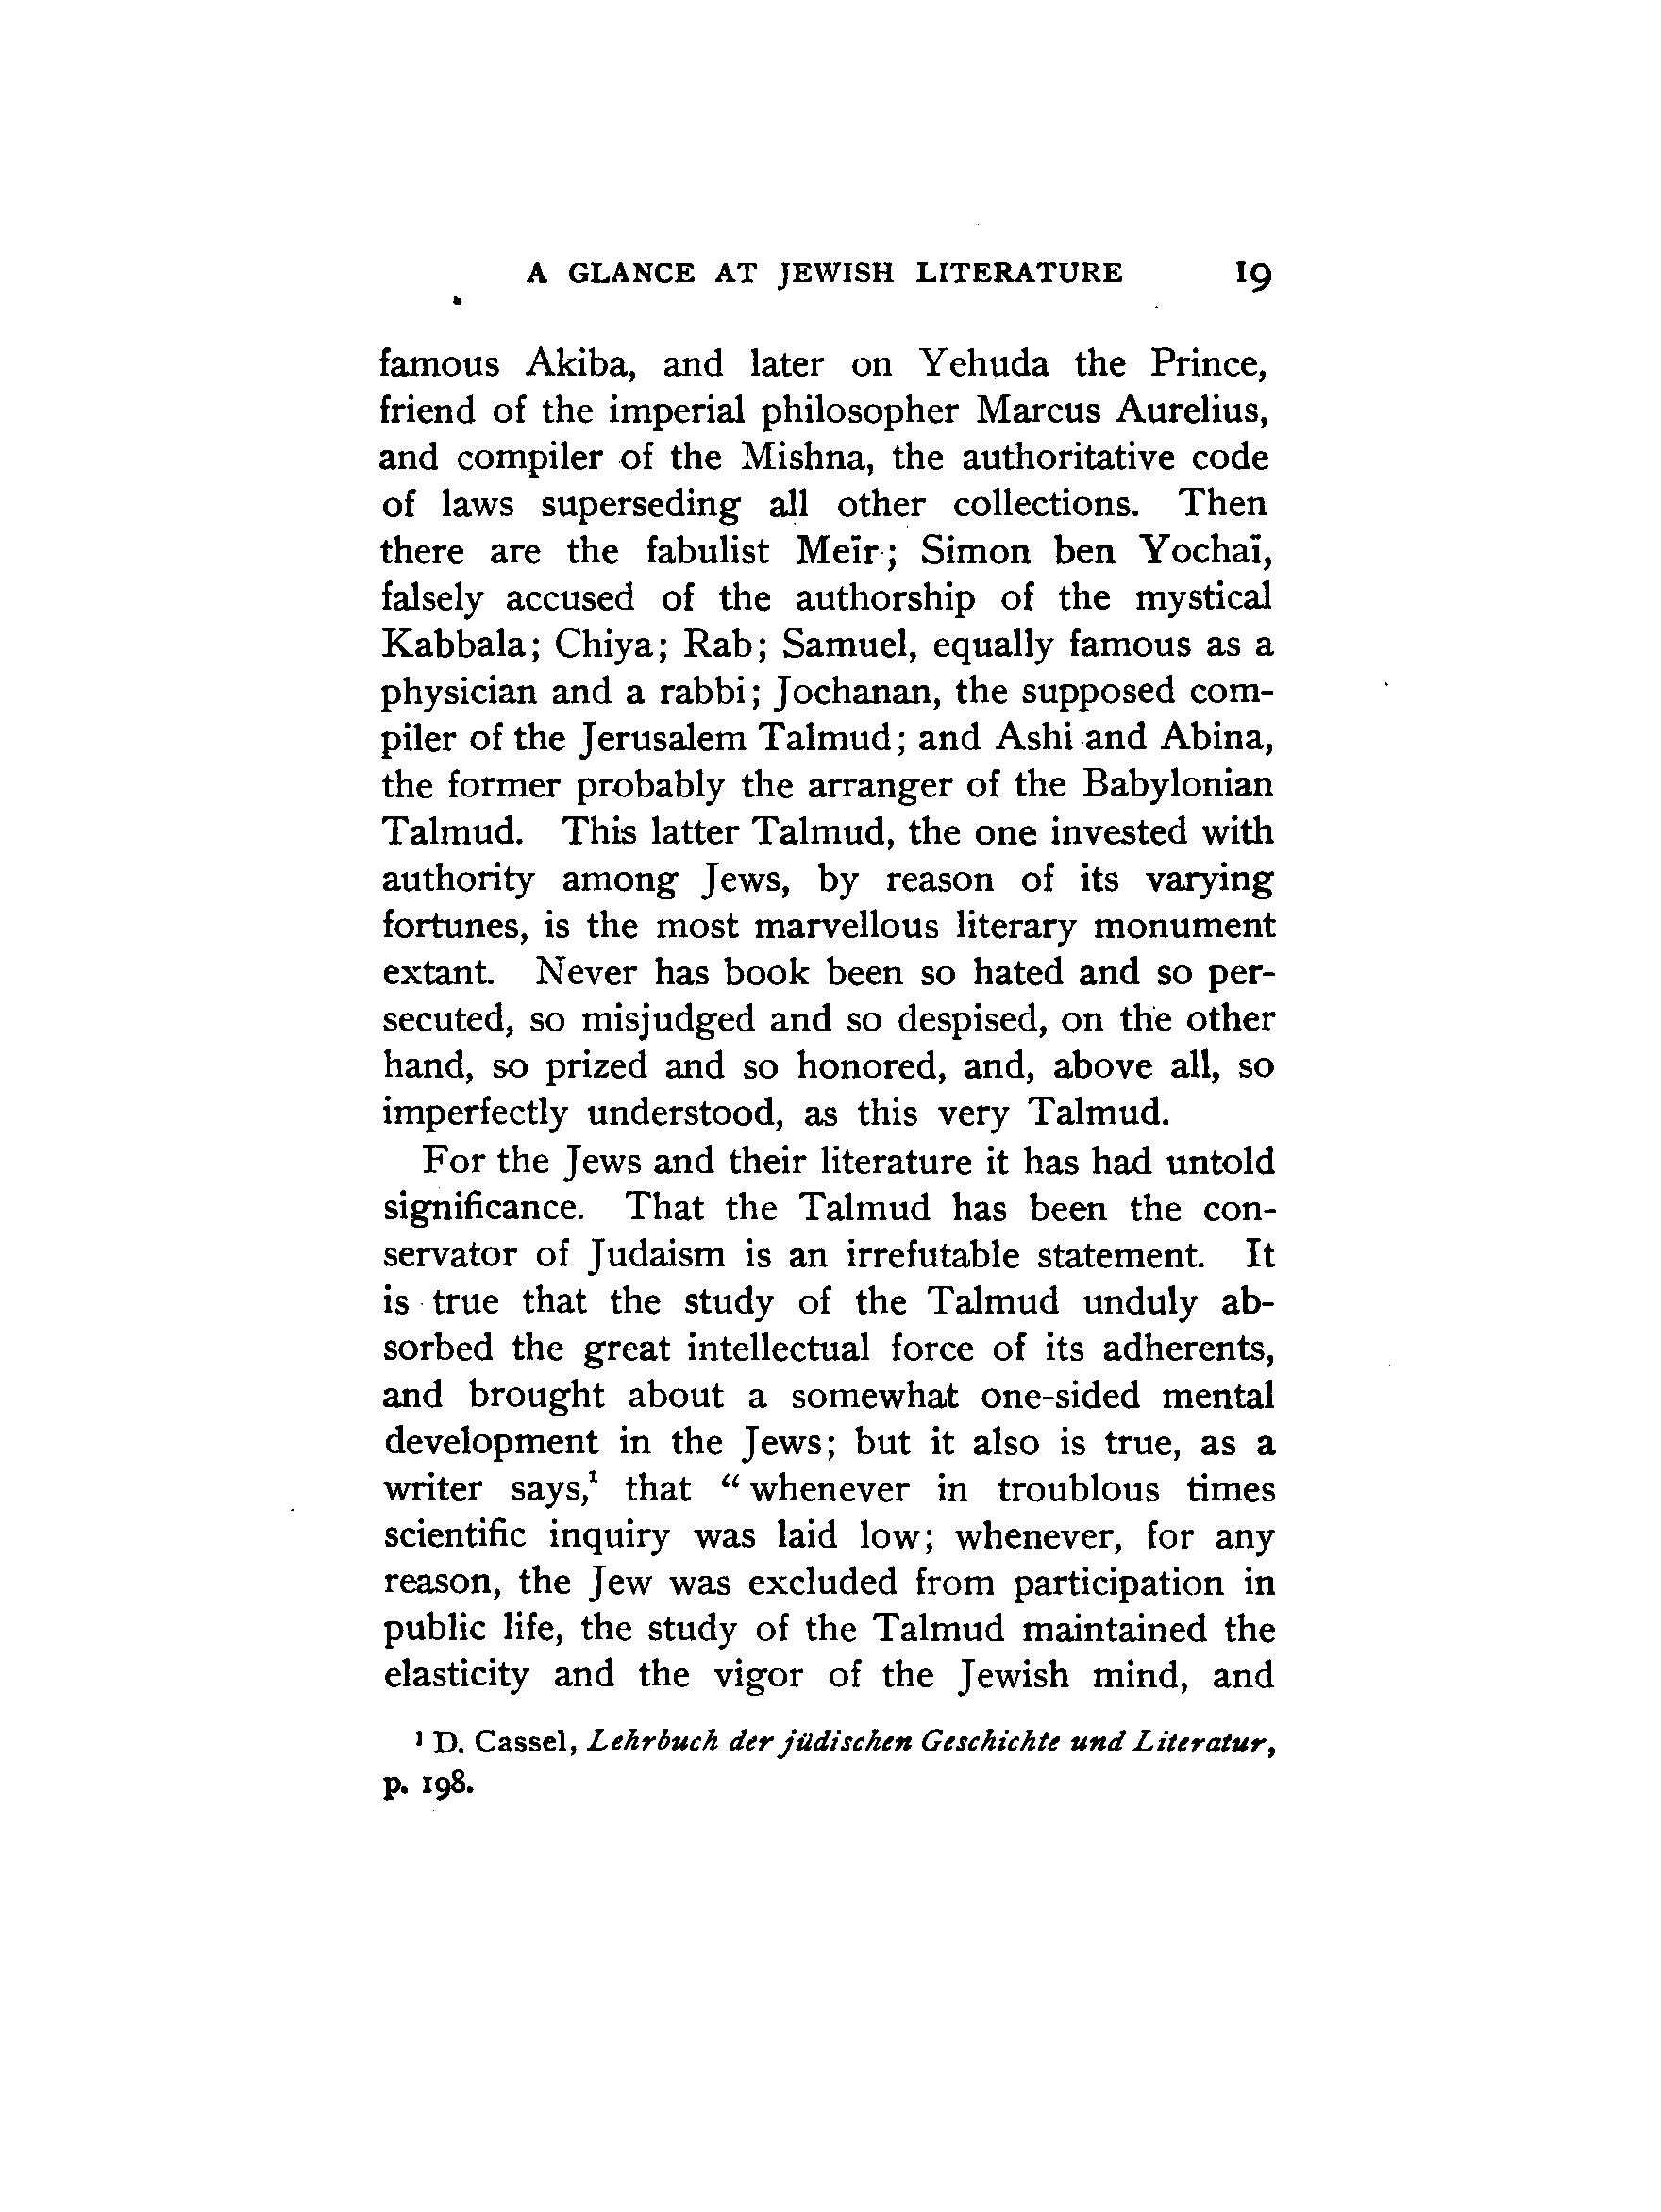 A GLANCE AT JEWISH LITERATURE 19
famous Akiba, and later on Yehuda the Prince,
friend of the imperial philosopher Marcus Aurelius,
and compiler of the Mishna, the authoritative code
of laws superseding all other collections. Then
there are the fabulist Meïr; Simon ben Yochaï,
falsely accused of the authorship of the mystical
Kabbala; Chiya; Rab; Samuel, equally famous as a
physician and a rabbi; Jochanan, the supposed com-
piler of the Jerusalem Talmud; and Ashi and Abina,
the former probably the arranger of the Babylonian
Talmud. This latter Talmud, the one invested with
authority among Jews, by reason of its varying
fortunes, is the most marvellous literary monument
extant. Never has book been so hated and so per-
secuted, so misjudged and so despised, on the other
hand, so prized and so honored, and, above all, so
imperfectly understood, as this very Talmud.
For the Jews and their literature it has had untold
significance. That the Talmud has been the con-
servator of Judaism is an irrefutable statement. It
is true that the study of the Talmud unduly ab-
sorbed the great intellectual force of its adherents,
and brought about a somewhat one-sided mental
development in the Jews; but it also is true, as a
writer says,¹ that “whenever in troublous times
scientific inquiry was laid low; whenever, for any
reason, the Jew was excluded from participation in
public life, the study of the Talmud maintained the
elasticity and the vigor of the Jewish mind, and
¹ D. Cassel, Lehrbuch der jüdischen Geschichte und Literatur,
p. 198.